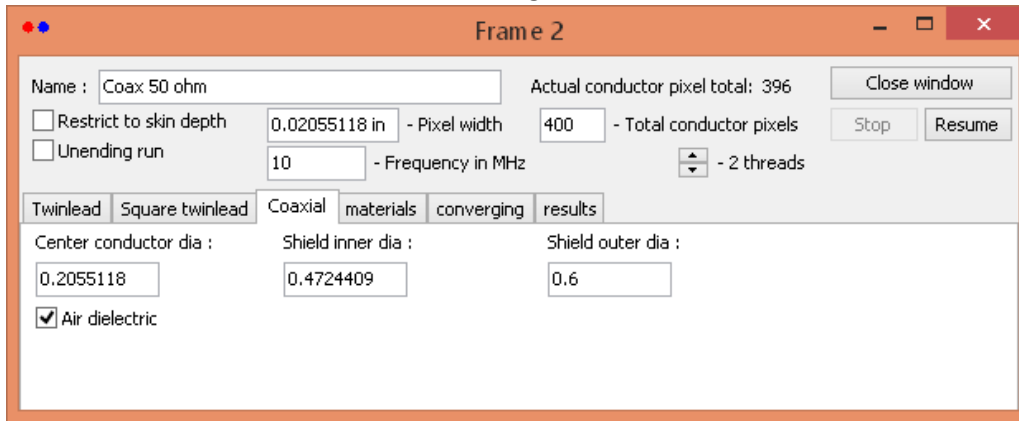 Frame 2
Name : Coax 50 ohm Actual conductor pixel total: 396 Close window
Restrict to skin depth 0.02055118 in - Pixel width 400 - Total conductor pixels Stop Resume
Unending run 10 - Frequency in MHz - 2 threads
Twinlead Square twinlead Coaxial materials converging results
Center conductor dia : Shield inner dia : Shield outer dia :
0.2055118 0.4724409 0.6
Air dielectric